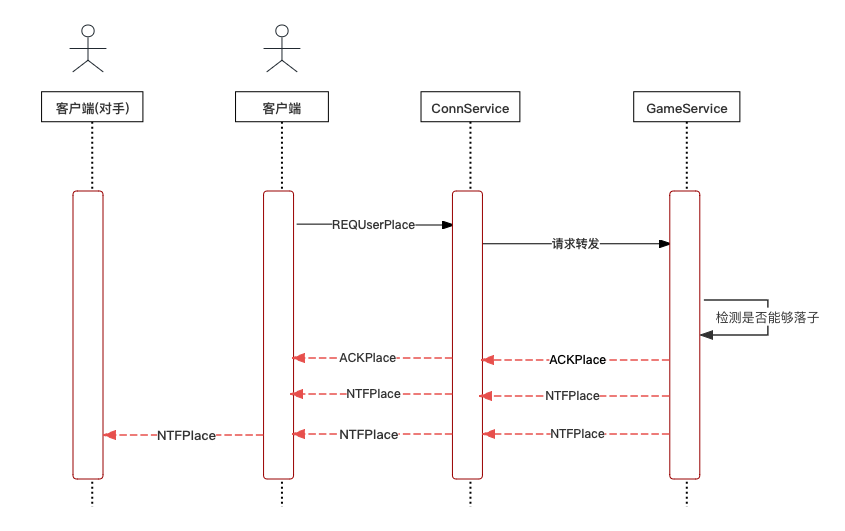 客户端(对手)
客户端
ConnService
GameService
REQUserPlace
请求转发
检测是否能够落子
ACKPlace
ACKPlace
NTFPlace
NTFPlace
NTFPlace
NTFPlace
NTFPlace